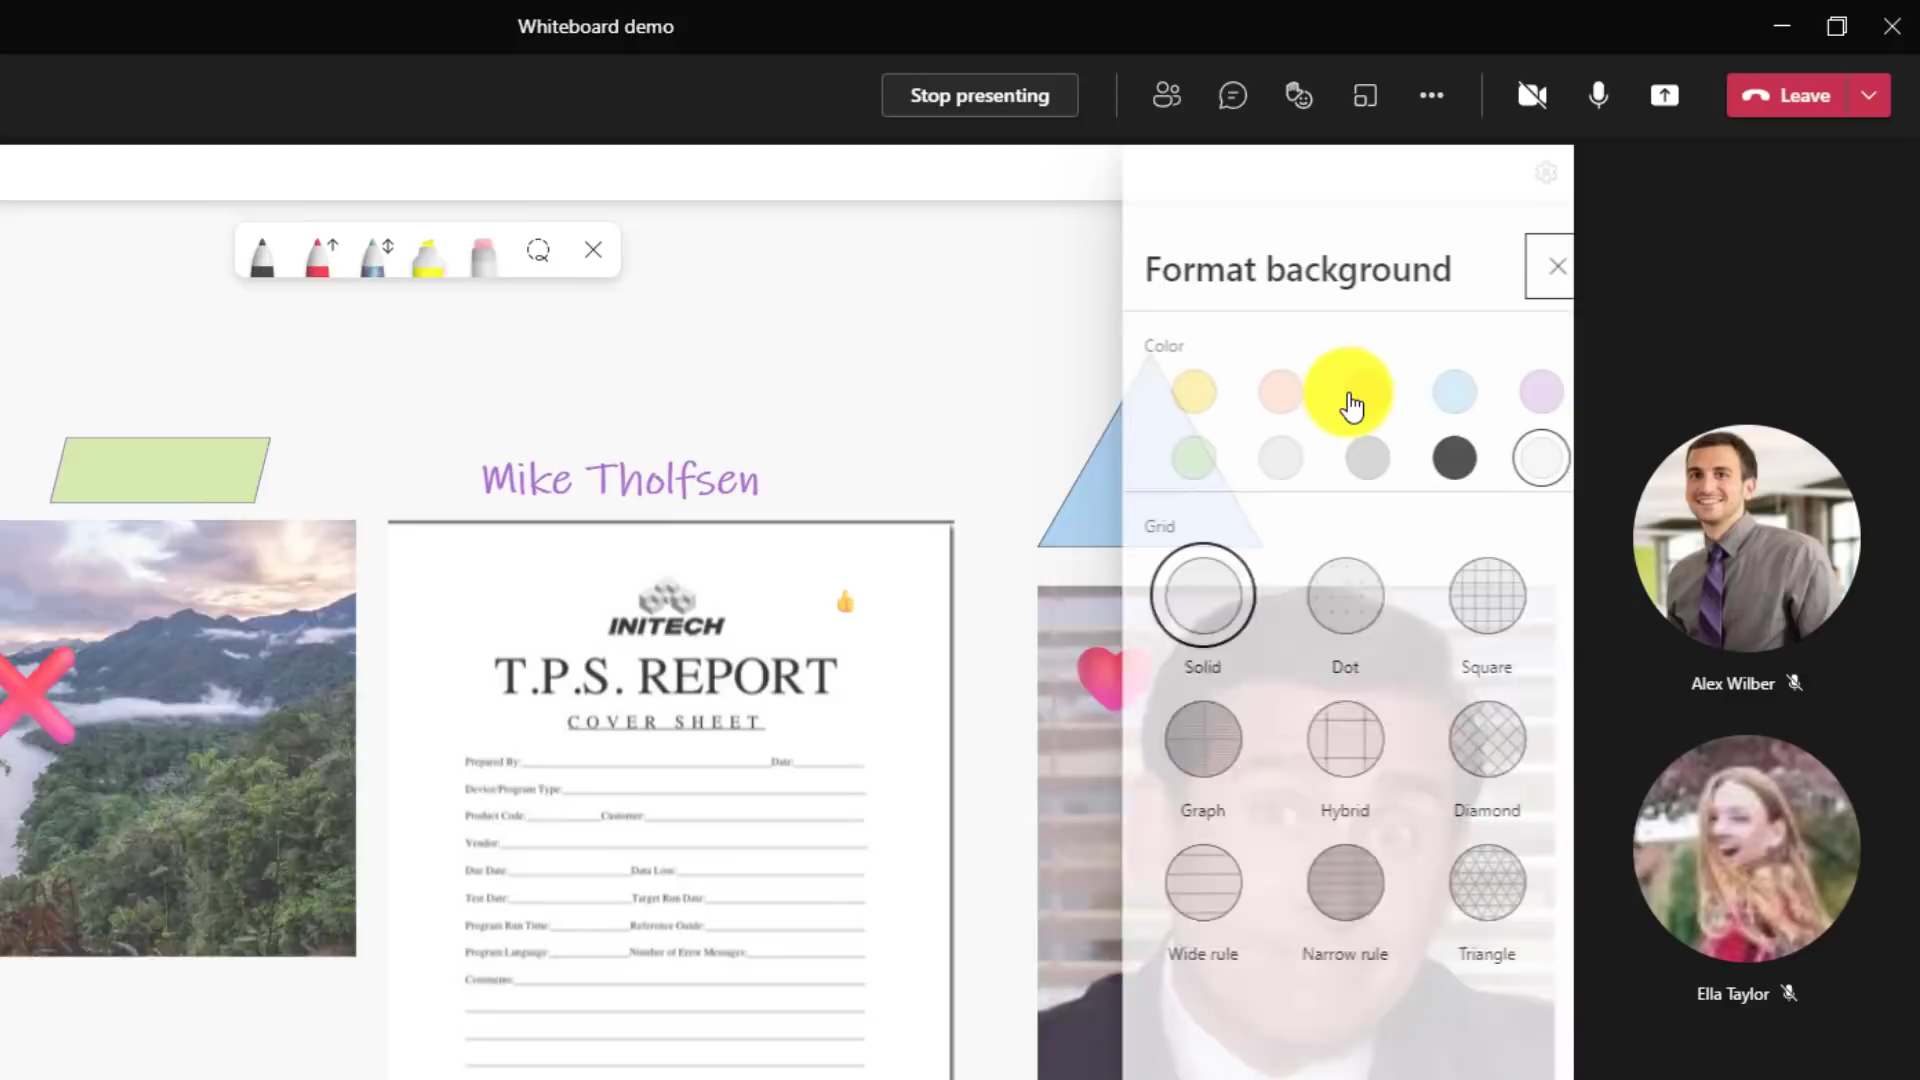 Whiteboard demo
Stop presenting
Leave
Format background
Color
Mike Tholfsen
Grid
INITECH
T.P.S. REPORT
COVER SHEET
Prepared By: Date:
Device/Program Type:
Product Code: Customer:
Vendor:
Due Date: Data Loss:
Test Date: Target Run Date:
Program Run Time: Reference Guide:
Program Language: Number of Error Messages:
Comments:
Solid Dot Square
Graph Hybrid Diamond
Wide rule Narrow rule Triangle
Alex Wilber
Ella Taylor